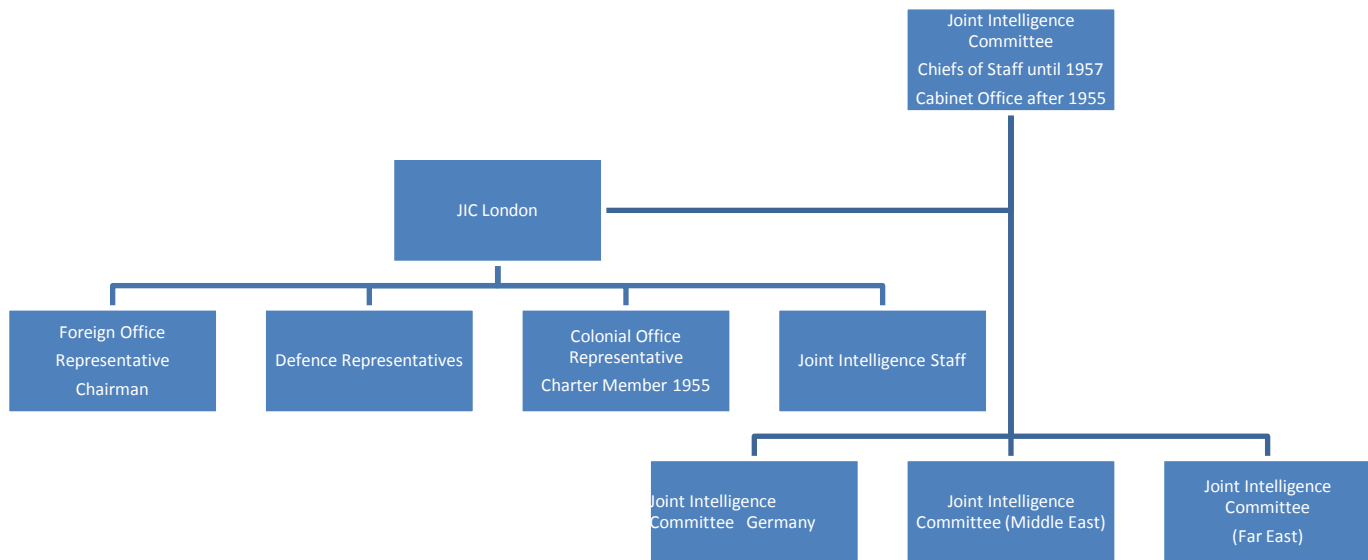 Joint Intelligence
Committee
Chiefs of Staff until 1957
Cabinet Office after 1955
JIC London
Foreign Office
Representative
Chairman
Defence Representatives
Colonial Office
Representative
Charter Member 1955
Joint Intelligence Staff
Joint Intelligence
Committee Germany
Joint Intelligence
Committee (Middle East)
Joint Intelligence
Committee
(Far East)